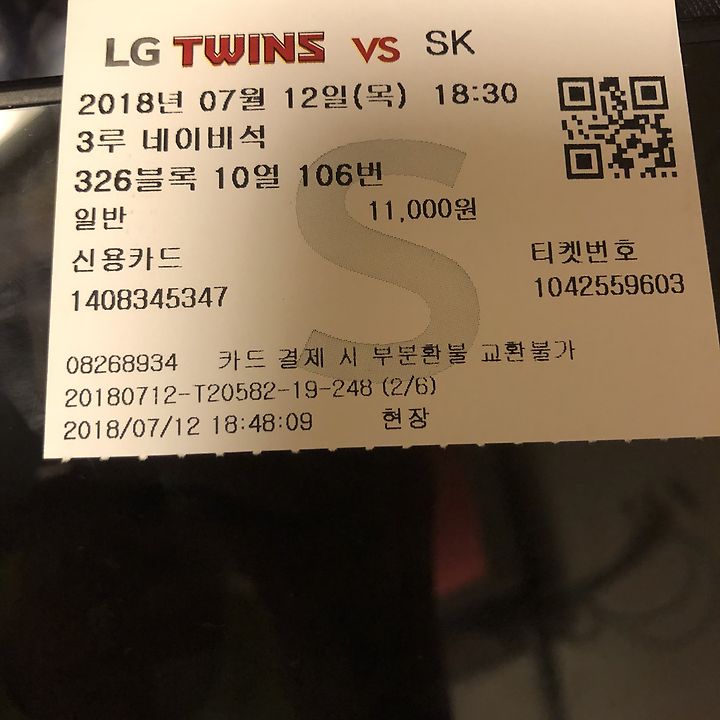 LG TWINS VS SK
2018년 07월 12일(목) 18:30
3루 네이비석
326블록 10열 106번
일반 11,000원
신용카드 티켓번호
1408345347 1042559603
S
08268934 카드 결제 시 부분환불 교환불가
20180712-T20582-19-248 (2/6)
2018/07/12 18:48:09 현장